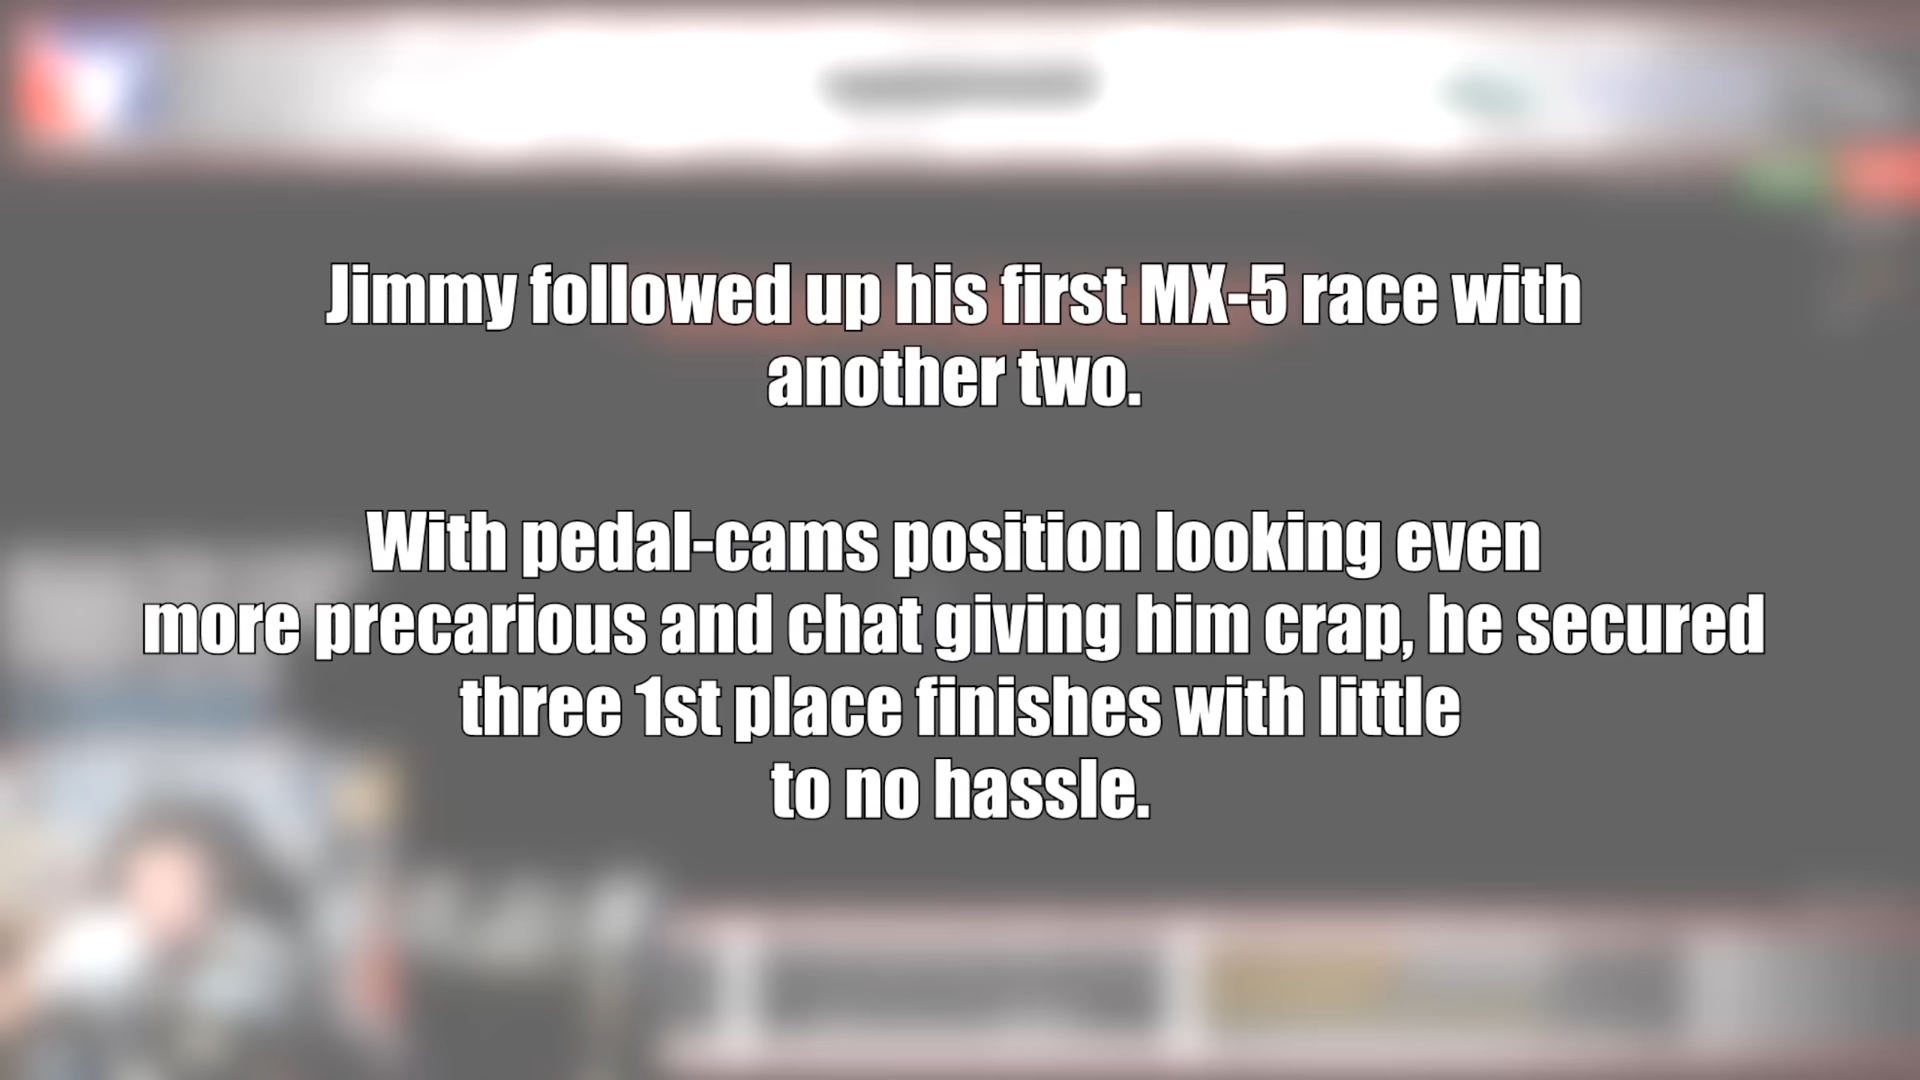 Jimmy followed up his first MX-5 race with
another two.
With pedal-cams position looking even
more precarious and chat giving him crap, he secured
three 1st place finishes with little
to no hassle.